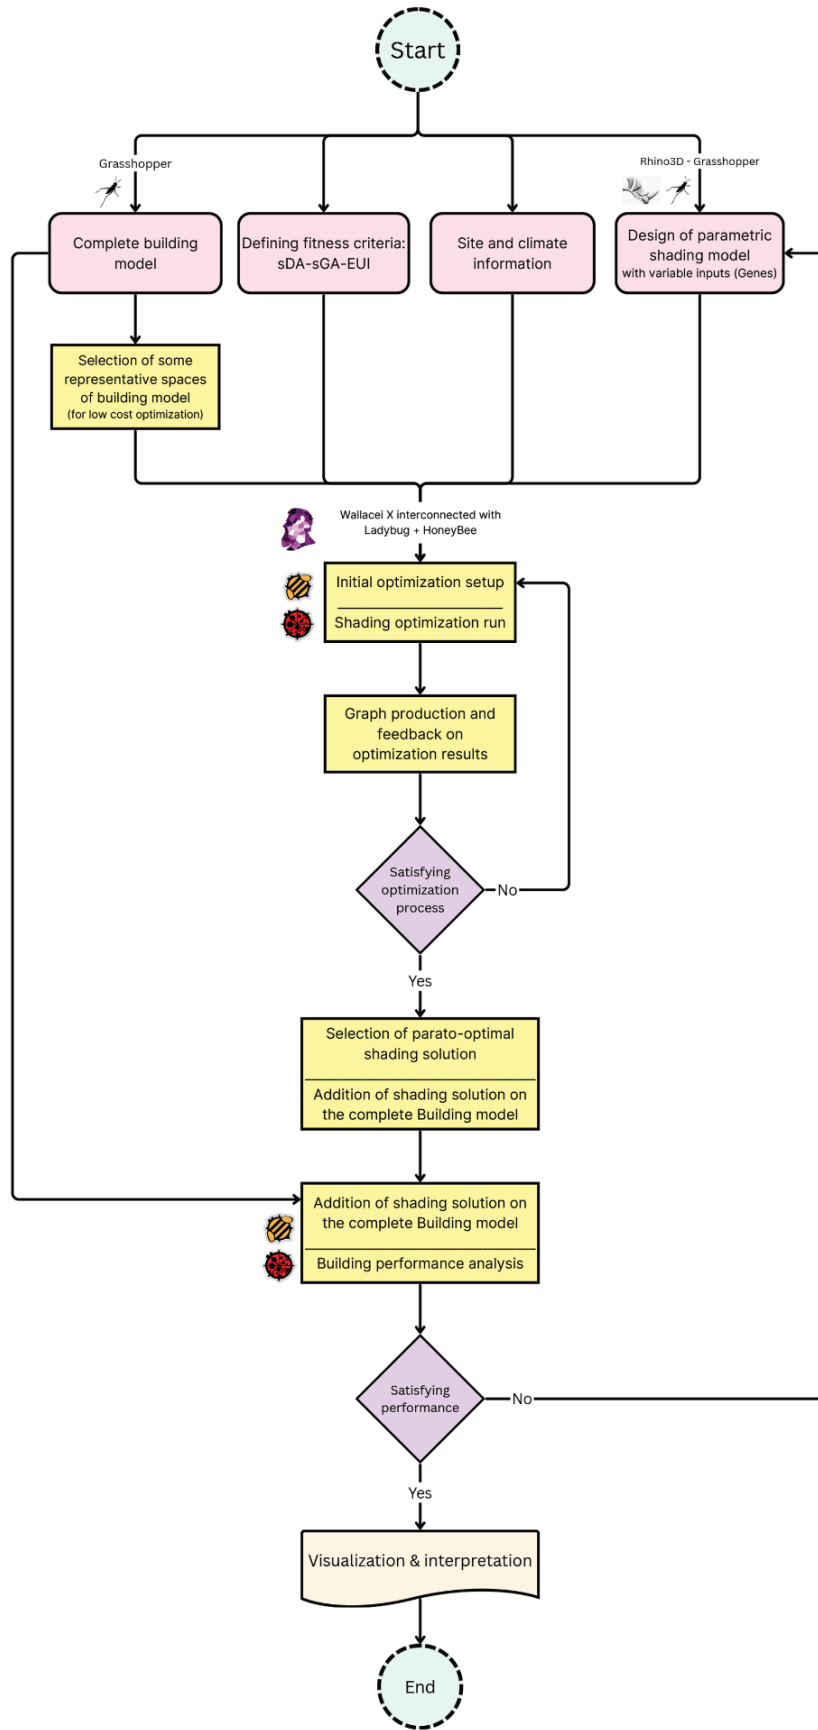 Start
Grasshopper
Rhino3D - Grasshopper
Complete building
model
Defining fitness criteria:
sDA-sGA-EUI
Site and climate
information
Design of parametric
shading model
with variable inputs (Genes)
Selection of some
representative spaces
of building model
(for low cost optimization)
Wallacei X interconnected with
Ladybug + HoneyBee
Initial optimization setup
Shading optimization run
Graph production and
feedback on
optimization results
Satisfying
optimization
process
No
Yes
Selection of parato-optimal
shading solution
Addition of shading solution on
the complete Building model
Addition of shading solution on
the complete Building model
Building performance analysis
Satisfying
performance
No
Yes
Visualization & interpretation
End